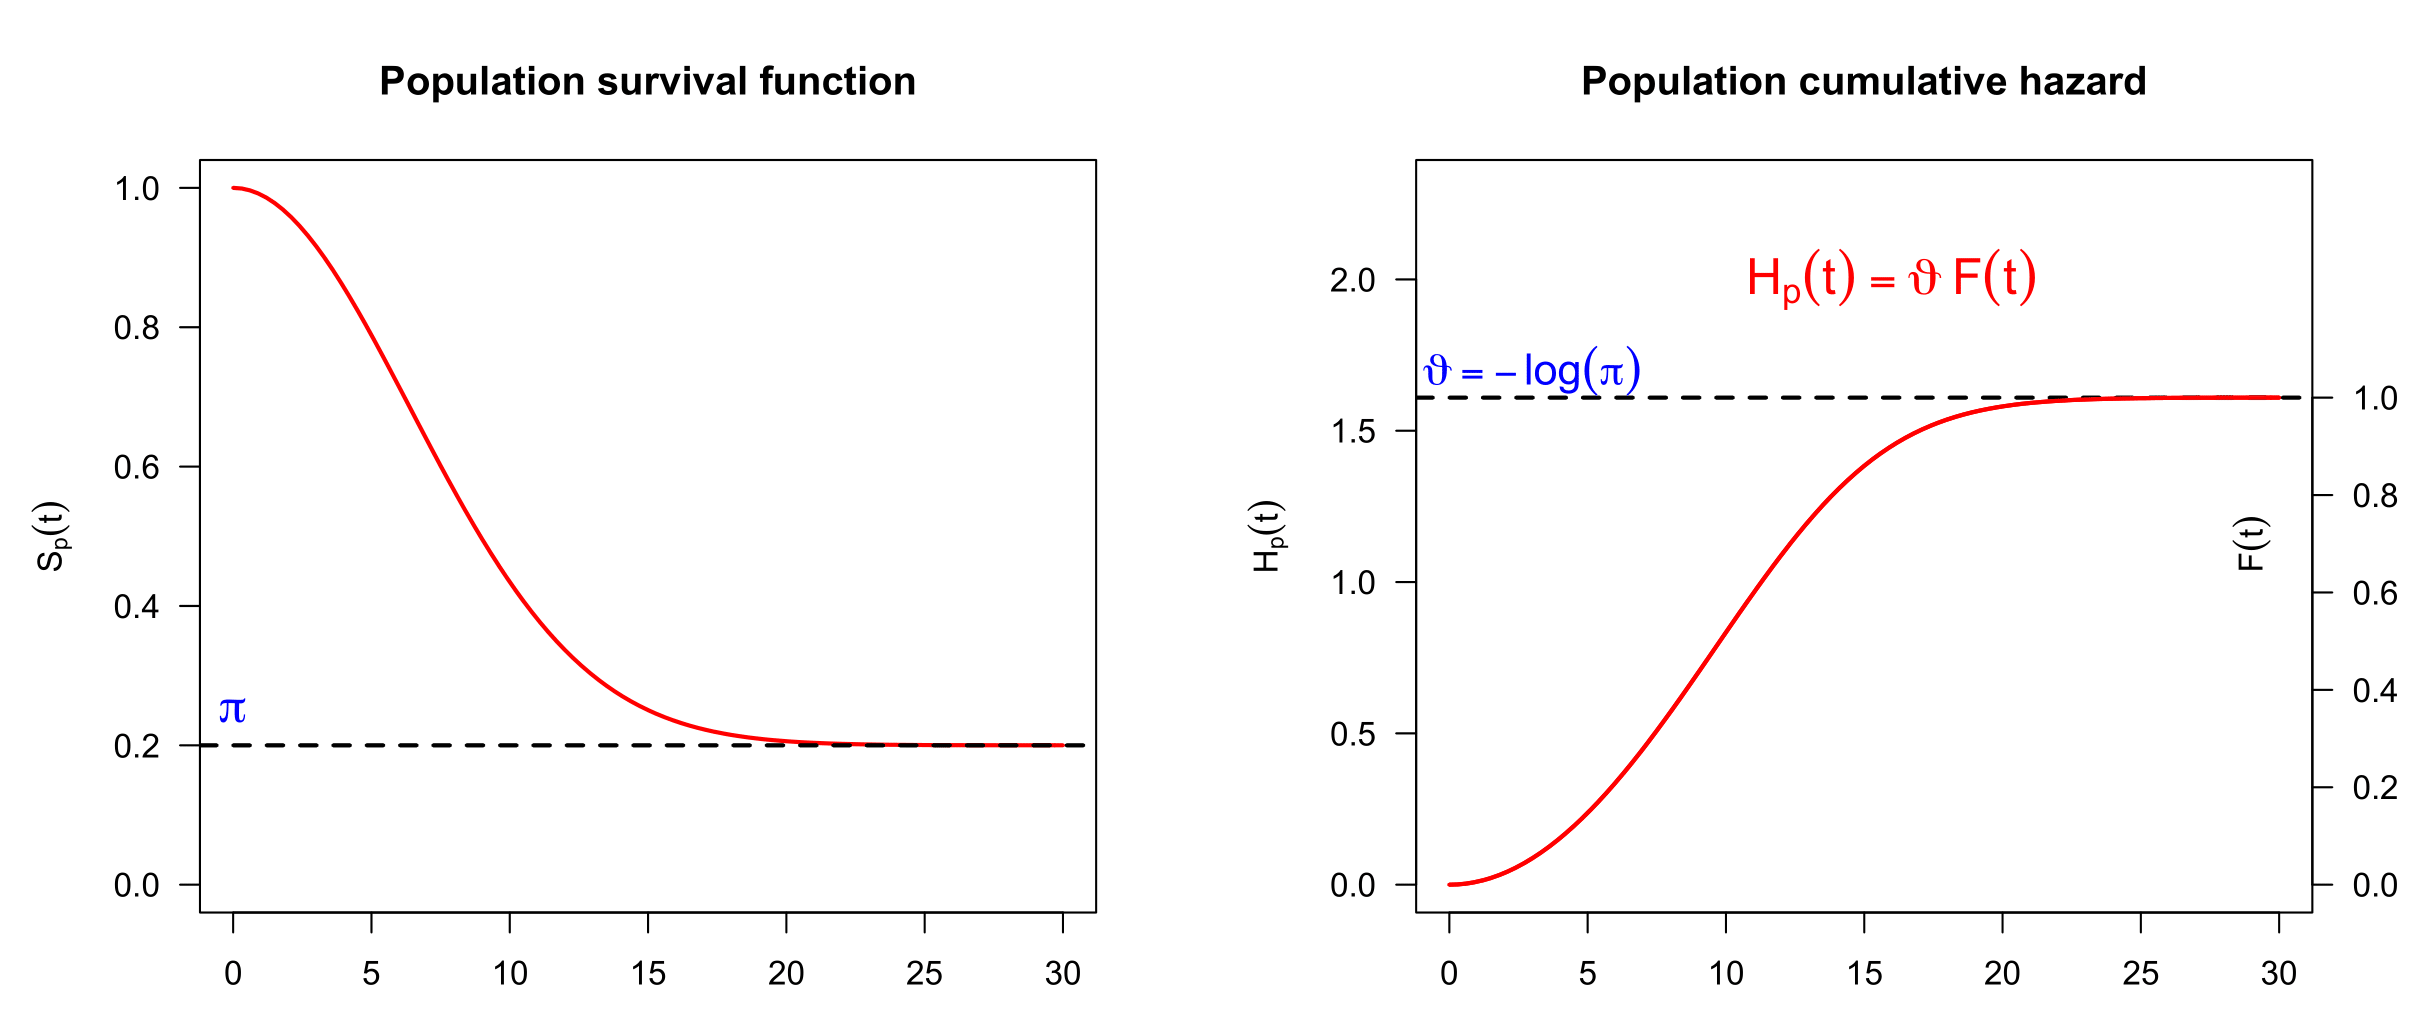 Population survival function
1.0
0.8
0.6
0.4
0.2
0.0
Sp(t)
π
0 5 10 15 20 25 30
Population cumulative hazard
2.0
1.5
1.0
0.5
0.0
Hp(t)
Hp(t) = ϑ F(t)
ϑ = − log(π)
1.0
0.8
0.6
0.4
0.2
0.0
F(t)
0 5 10 15 20 25 30